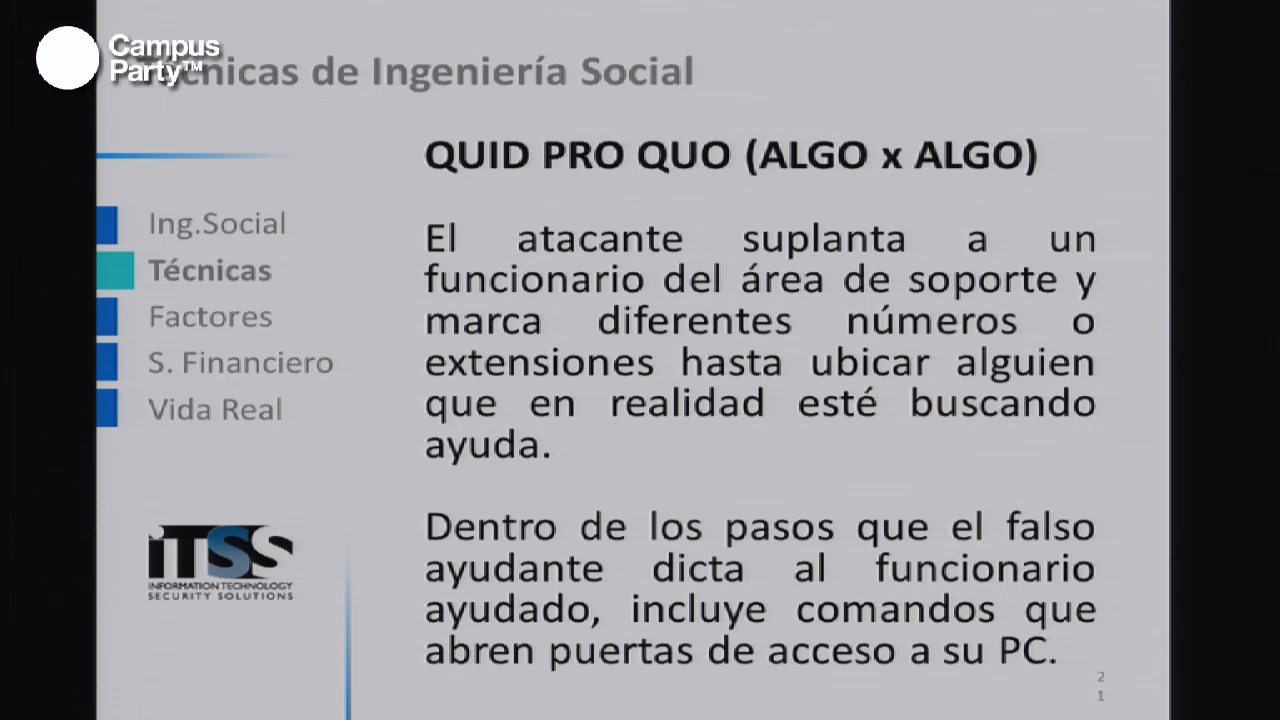 Campus
Party™
Técnicas de Ingeniería Social
QUID PRO QUO (ALGO x ALGO)
Ing.Social
Técnicas
Factores
S. Financiero
Vida Real
El atacante suplanta a un
funcionario del área de soporte y
marca diferentes números o
extensiones hasta ubicar alguien
que en realidad esté buscando
ayuda.
Dentro de los pasos que el falso
ayudante dicta al funcionario
ayudado, incluye comandos que
abren puertas de acceso a su PC.
iTSS
INFORMATION TECHNOLOGY
SECURITY SOLUTIONS
2
1